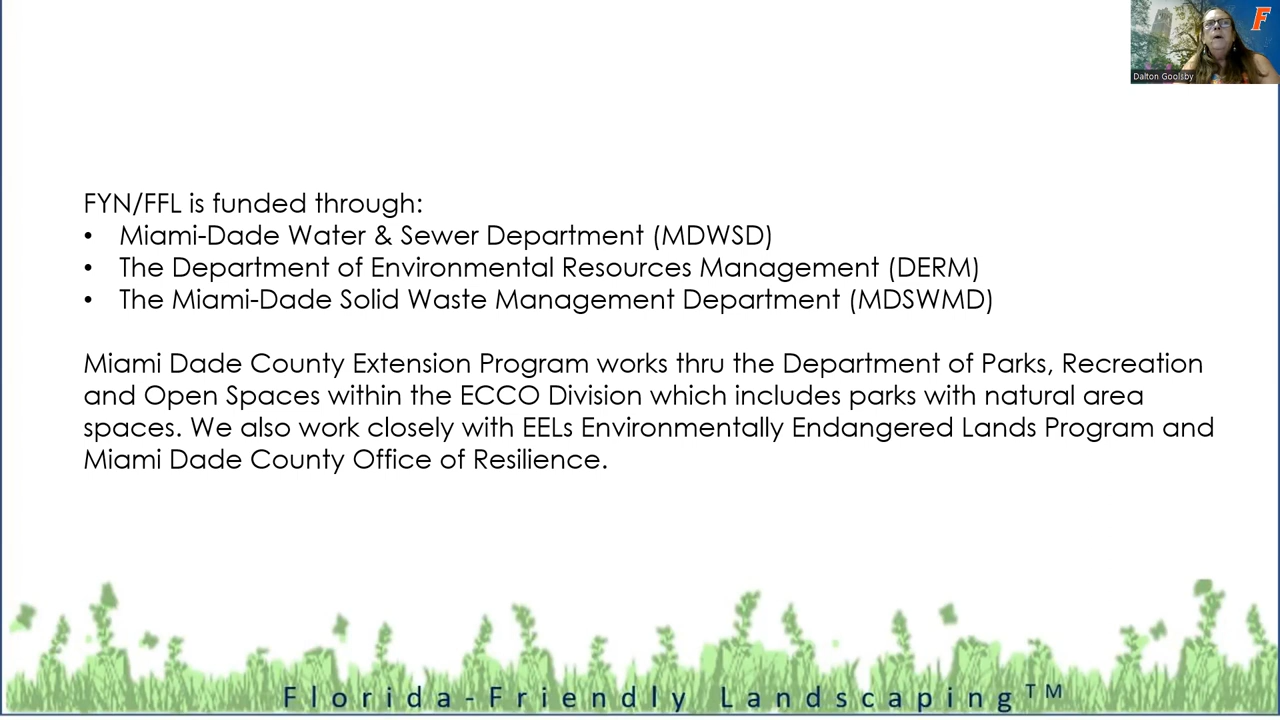 F
Dalton Goolsby
FYN/FFL is funded through:
• Miami-Dade Water & Sewer Department (MDWSD)
• The Department of Environmental Resources Management (DERM)
• The Miami-Dade Solid Waste Management Department (MDSWMD)
Miami Dade County Extension Program works thru the Department of Parks, Recreation
and Open Spaces within the ECCO Division which includes parks with natural area
spaces. We also work closely with EELs Environmentally Endangered Lands Program and
Miami Dade County Office of Resilience.
Florida-Friendly Landscaping™